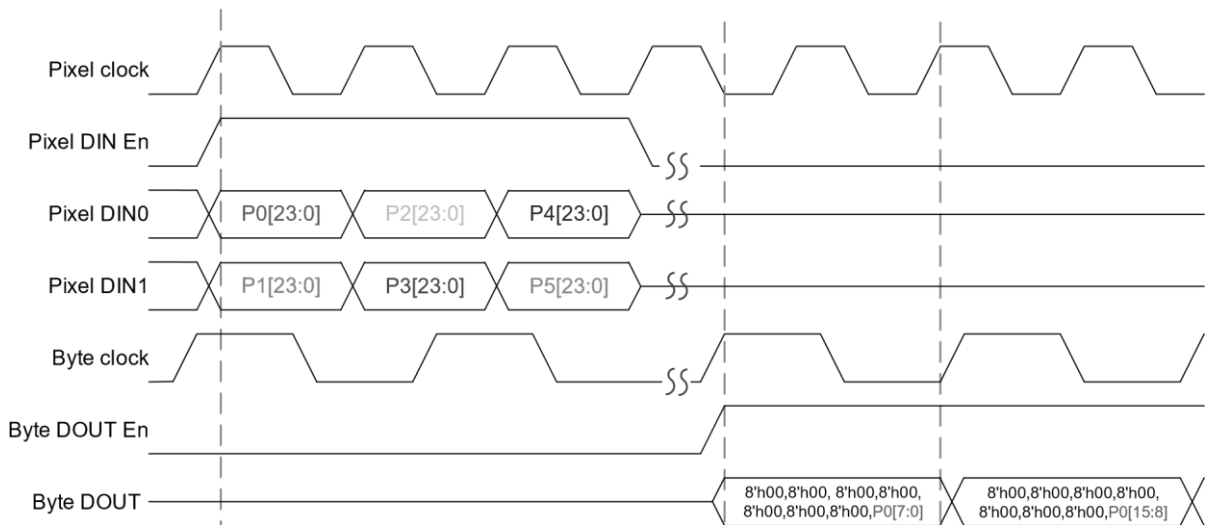 Pixel clock
Pixel DIN En
Pixel DIN0
P0[23:0]
P2[23:0]
P4[23:0]
Pixel DIN1
P1[23:0]
P3[23:0]
P5[23:0]
Byte clock
Byte DOUT En
Byte DOUT
8'h00,8'h00, 8'h00,8'h00,
8'h00,8'h00,8'h00,P0[7:0]
8'h00,8'h00,8'h00,8'h00,
8'h00,8'h00,8'h00,P0[15:8]